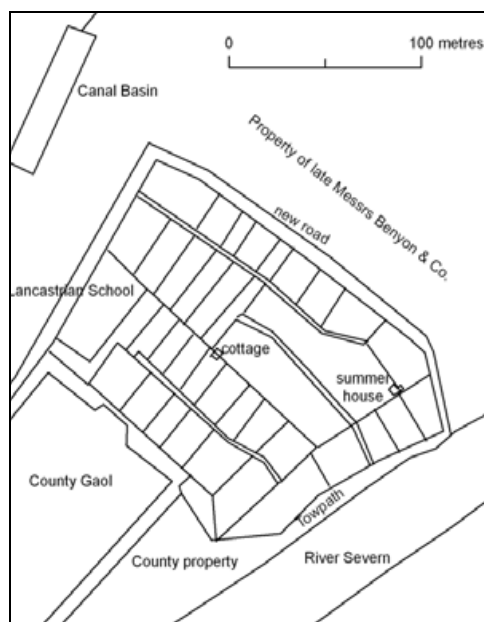 0
100 metres
Canal Basin
Property of late Messrs Benyon & Co.
new road
Lancastrian School
cottage
summer
house
County Gaol
towpath
County property
River Severn